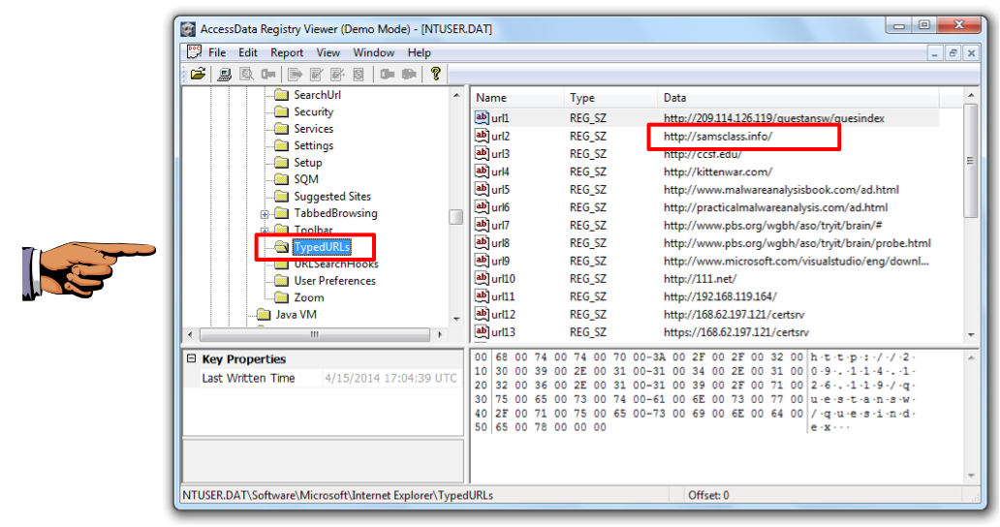 AccessData Registry Viewer (Demo Mode) - [NTUSER.DAT]
File Edit Report View Window Help
SearchUrl
Security
Services
Settings
Setup
SQM
Suggested Sites
TabbedBrowsing
Toolbar
TypedURLs
URLSearchHooks
User Preferences
Zoom
Java VM
Name Type Data
url1 REG_SZ http://209.114.126.119/questansw/quesindex
url2 REG_SZ http://samsclass.info/
url3 REG_SZ http://ccsf.edu/
url4 REG_SZ http://kittenwar.com/
url5 REG_SZ http://www.malwareanalysisbook.com/ad.html
url6 REG_SZ http://practicalmalwareanalysis.com/ad.html
url7 REG_SZ http://www.pbs.org/wgbh/aso/tryit/brain/#
url8 REG_SZ http://www.pbs.org/wgbh/aso/tryit/brain/probe.html
url9 REG_SZ http://www.microsoft.com/visualstudio/eng/downl...
url10 REG_SZ http://111.net/
url11 REG_SZ http://192.168.119.164/
url12 REG_SZ http://168.62.197.121/certsrv
url13 REG_SZ https://168.62.197.121/certsrv
Key Properties
Last Written Time 4/15/2014 17:04:39 UTC
00 68 00 74 00 74 00 70 00-3A 00 2F 00 2F 00 32 00 h·t·t·p·:·/·/·2·
10 30 00 39 00 2E 00 31 00-31 00 34 00 2E 00 31 00 0·9·.·1·1·4·.·1·
20 32 00 36 00 2E 00 31 00-31 00 39 00 2F 00 71 00 2·6·.·1·1·9·/·q·
30 75 00 65 00 73 00 74 00-61 00 6E 00 73 00 77 00 u·e·s·t·a·n·s·w·
40 2F 00 71 00 75 00 65 00-73 00 69 00 6E 00 64 00 /·q·u·e·s·i·n·d·
50 65 00 78 00 00 00 e·x···
NTUSER.DAT\Software\Microsoft\Internet Explorer\TypedURLs Offset: 0